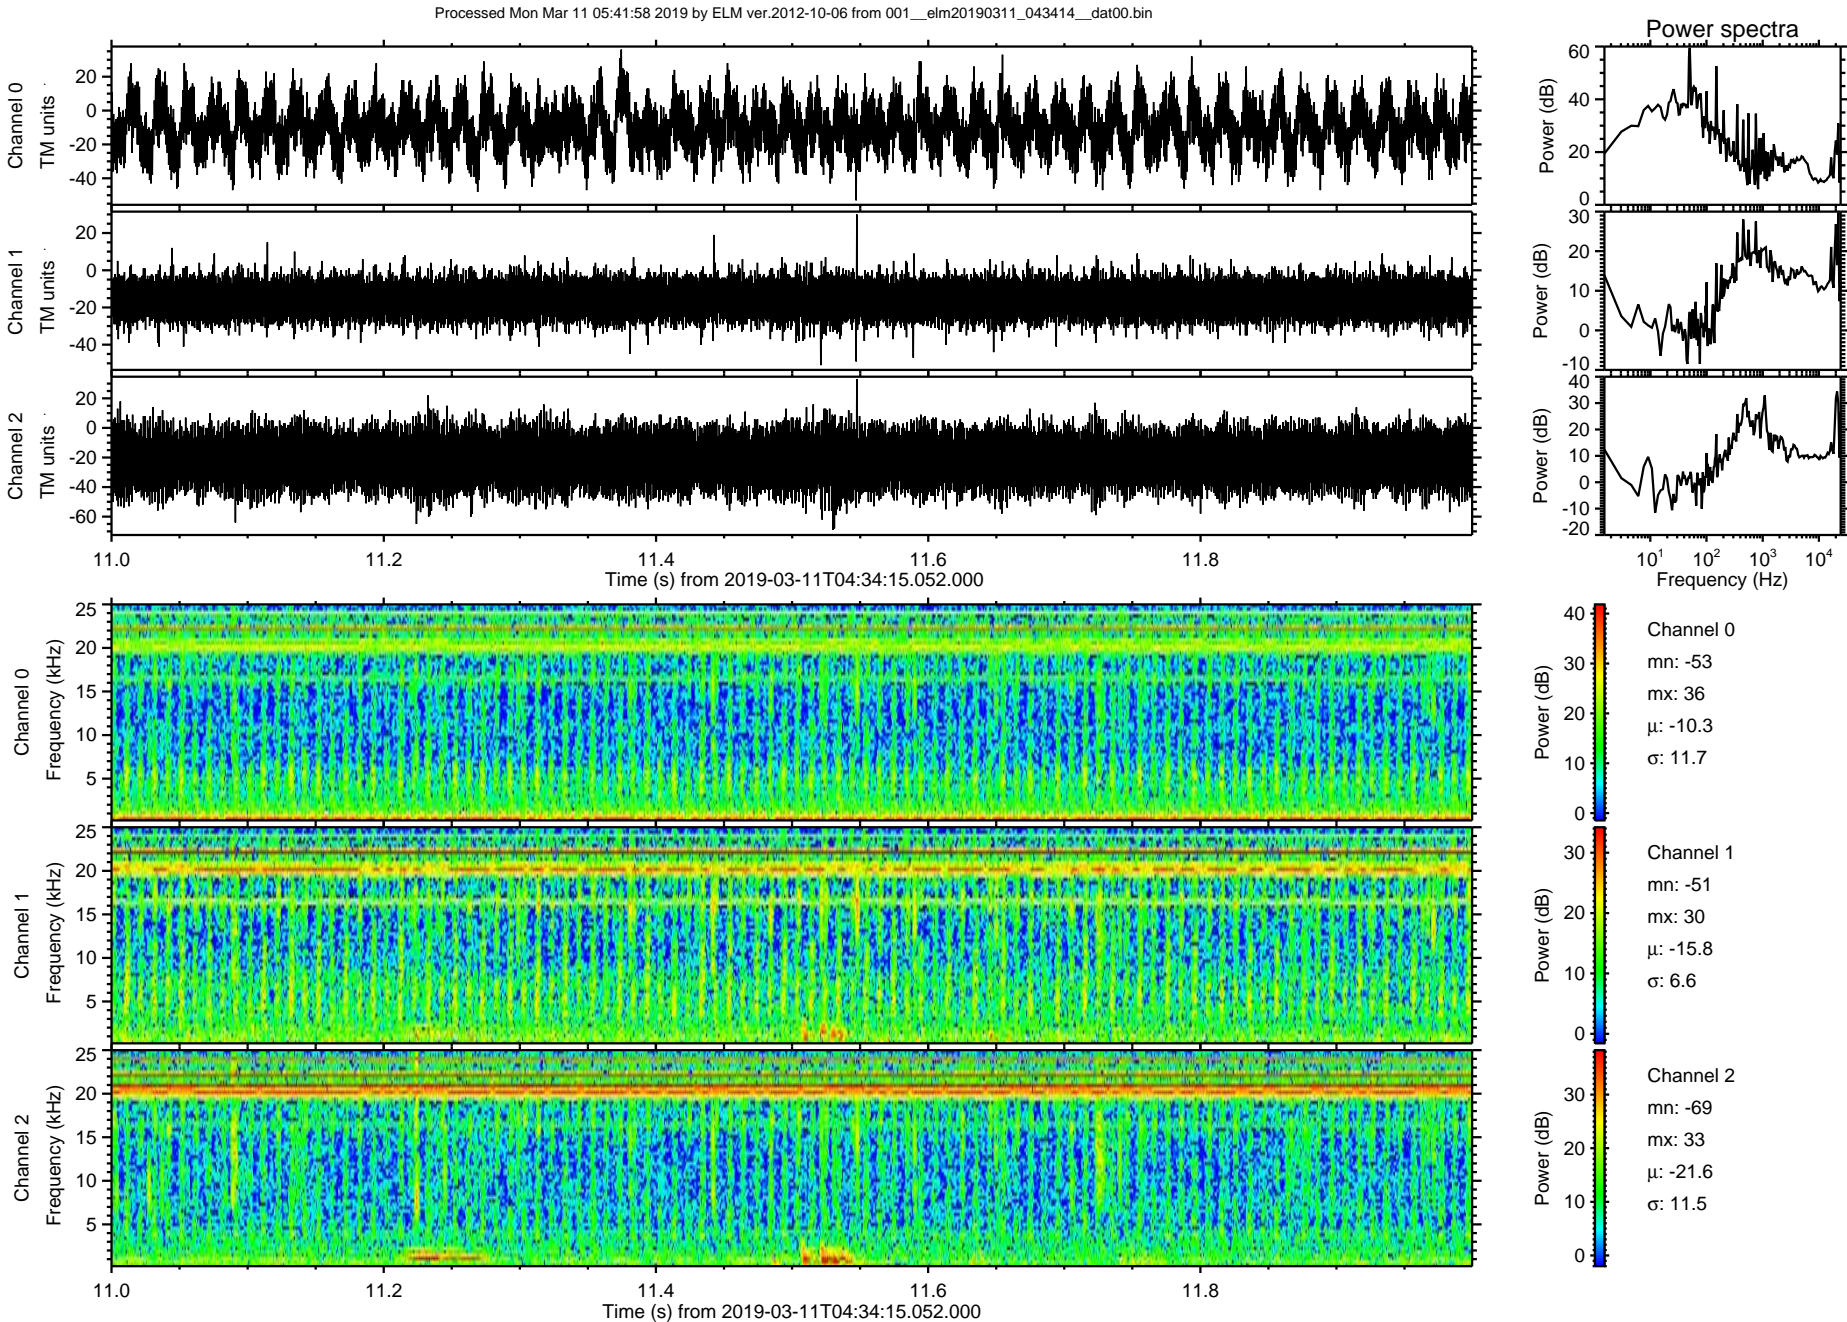 Processed Mon Mar 11 05:41:58 2019 by ELM ver.2012-10-06 from 001__elm20190311_043414__dat00.bin
Power spectra
Channel 0
TM units
20
0
-20
-40
Power (dB)
60
40
20
0
Channel 1
TM units
20
0
-20
-40
Power (dB)
30
20
10
0
-10
Channel 2
TM units
20
0
-20
-40
-60
Power (dB)
40
30
20
10
0
-10
-20
11.0 11.2 11.4 11.6 11.8
Time (s) from 2019-03-11T04:34:15.052.000
10^1 10^2 10^3 10^4
Frequency (Hz)
Channel 0
Frequency (kHz)
25
20
15
10
5
Power (dB)
40
30
20
10
0
Channel 0
mn: -53
mx: 36
μ: -10.3
σ: 11.7
Channel 1
Frequency (kHz)
25
20
15
10
5
Power (dB)
30
20
10
0
Channel 1
mn: -51
mx: 30
μ: -15.8
σ: 6.6
Channel 2
Frequency (kHz)
25
20
15
10
5
Power (dB)
30
20
10
0
Channel 2
mn: -69
mx: 33
μ: -21.6
σ: 11.5
11.0 11.2 11.4 11.6 11.8
Time (s) from 2019-03-11T04:34:15.052.000